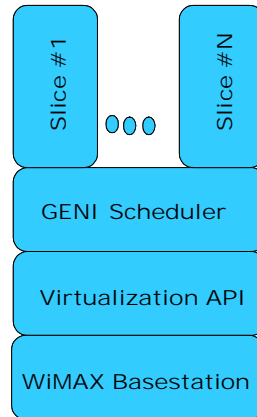 Slice #1
Slice #N
GENI Scheduler
Virtualization API
WiMAX Basestation